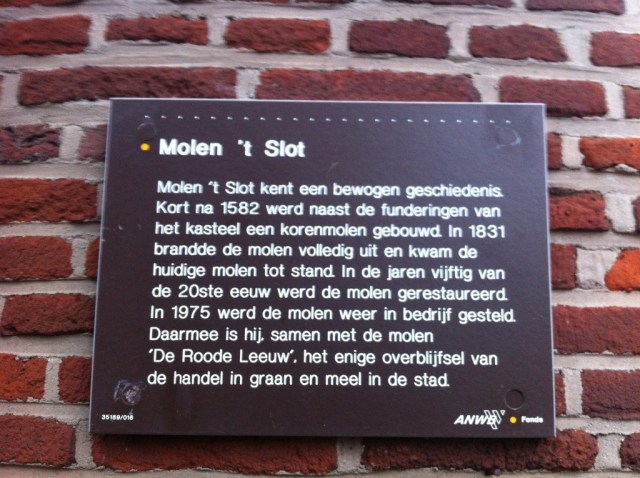 Molen 't Slot
Molen 't Slot kent een bewogen geschiedenis.
Kort na 1582 werd naast de funderingen van
het kasteel een korenmolen gebouwd. In 1831
brandde de molen volledig uit en kwam de
huidige molen tot stand. In de jaren vijftig van
de 20ste eeuw werd de molen gerestaureerd.
In 1975 werd de molen weer in bedrijf gesteld.
Daarmee is hij, samen met de molen
'De Roode Leeuw', het enige overblijfsel van
de handel in graan en meel in de stad.
35189/018
ANWB Fonds